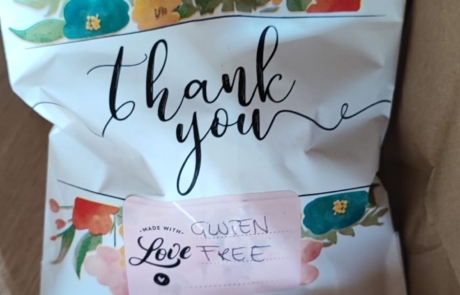 thank
you
·MADE WITH·
Love
GLUTEN
FREE